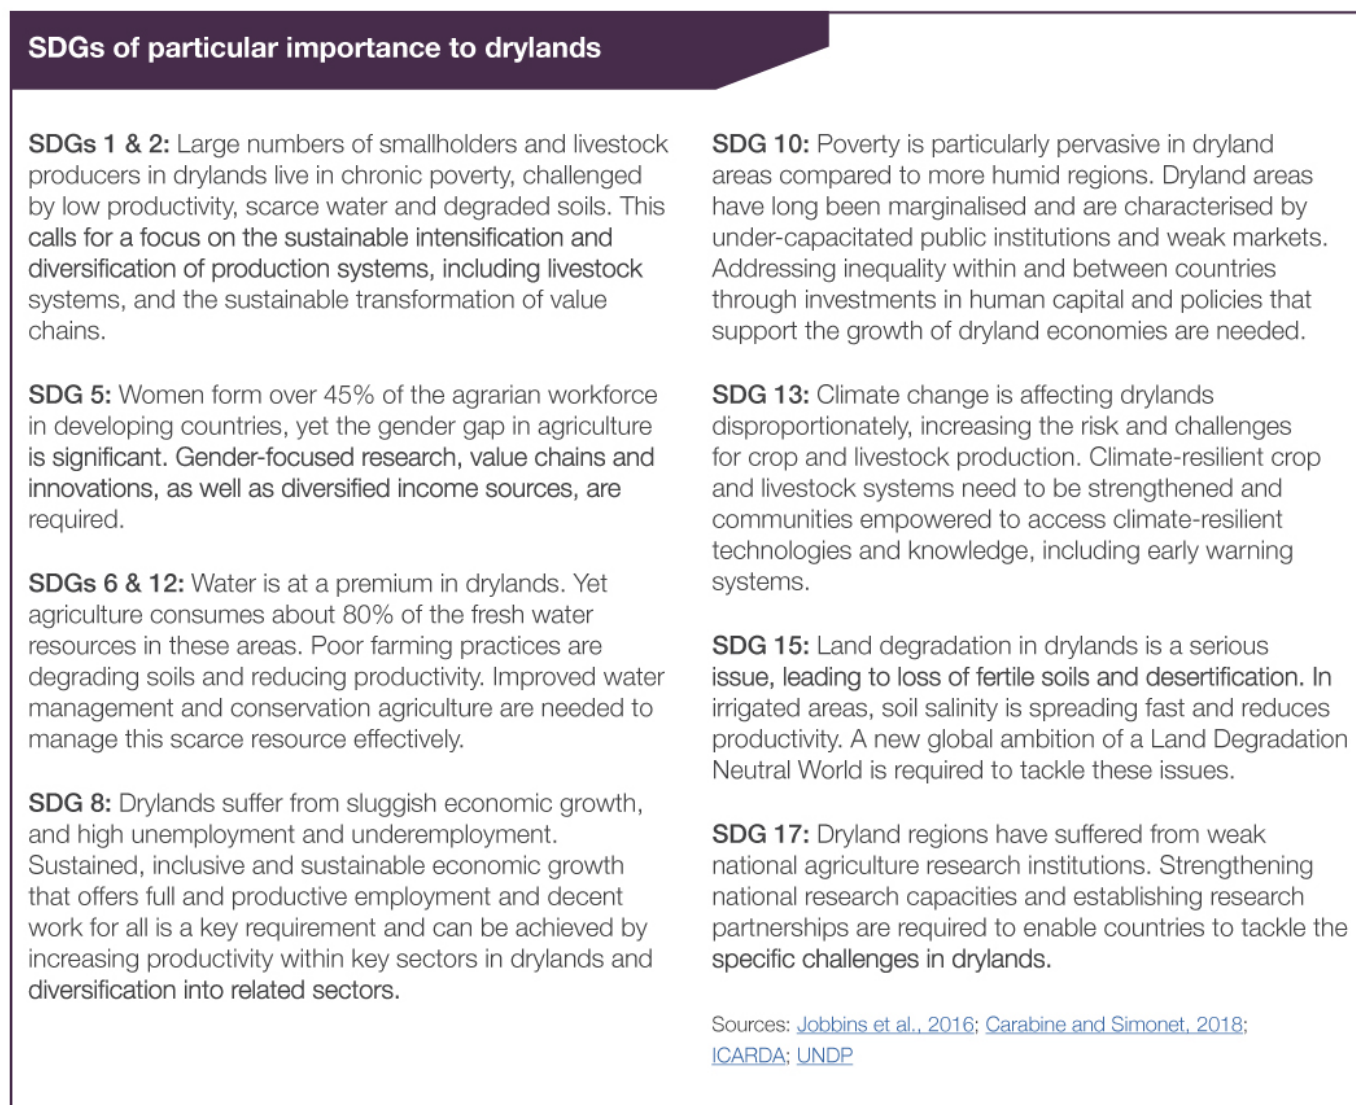 SDGs of particular importance to drylands
SDGs 1 & 2: Large numbers of smallholders and livestock
producers in drylands live in chronic poverty, challenged
by low productivity, scarce water and degraded soils. This
calls for a focus on the sustainable intensification and
diversification of production systems, including livestock
systems, and the sustainable transformation of value
chains.
SDG 5: Women form over 45% of the agrarian workforce
in developing countries, yet the gender gap in agriculture
is significant. Gender-focused research, value chains and
innovations, as well as diversified income sources, are
required.
SDGs 6 & 12: Water is at a premium in drylands. Yet
agriculture consumes about 80% of the fresh water
resources in these areas. Poor farming practices are
degrading soils and reducing productivity. Improved water
management and conservation agriculture are needed to
manage this scarce resource effectively.
SDG 8: Drylands suffer from sluggish economic growth,
and high unemployment and underemployment.
Sustained, inclusive and sustainable economic growth
that offers full and productive employment and decent
work for all is a key requirement and can be achieved by
increasing productivity within key sectors in drylands and
diversification into related sectors.
SDG 10: Poverty is particularly pervasive in dryland
areas compared to more humid regions. Dryland areas
have long been marginalised and are characterised by
under-capacitated public institutions and weak markets.
Addressing inequality within and between countries
through investments in human capital and policies that
support the growth of dryland economies are needed.
SDG 13: Climate change is affecting drylands
disproportionately, increasing the risk and challenges
for crop and livestock production. Climate-resilient crop
and livestock systems need to be strengthened and
communities empowered to access climate-resilient
technologies and knowledge, including early warning
systems.
SDG 15: Land degradation in drylands is a serious
issue, leading to loss of fertile soils and desertification. In
irrigated areas, soil salinity is spreading fast and reduces
productivity. A new global ambition of a Land Degradation
Neutral World is required to tackle these issues.
SDG 17: Dryland regions have suffered from weak
national agriculture research institutions. Strengthening
national research capacities and establishing research
partnerships are required to enable countries to tackle the
specific challenges in drylands.
Sources: Jobbins et al., 2016; Carabine and Simonet, 2018;
ICARDA; UNDP